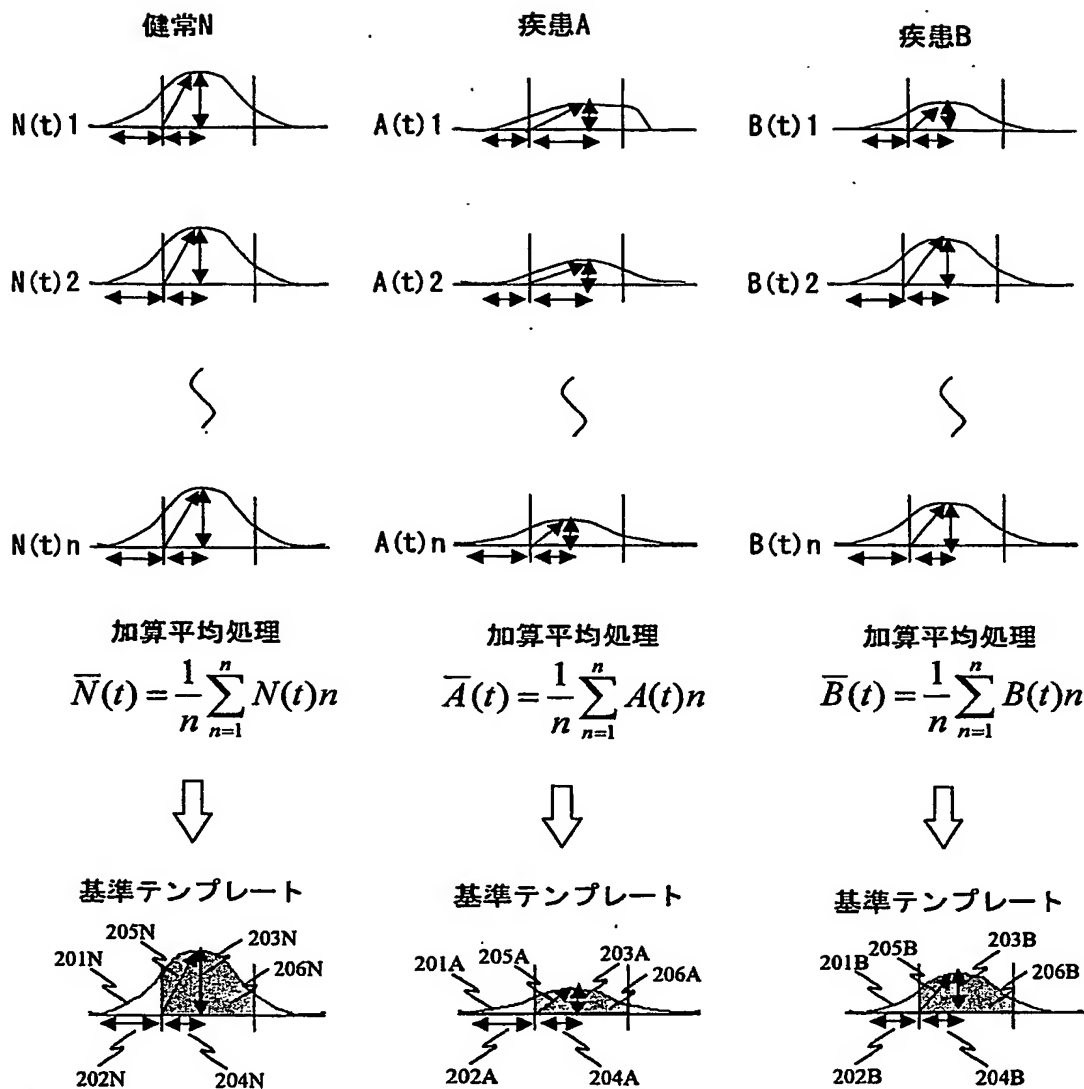 健常N 疾患A 疾患B
N(t)1 A(t)1 B(t)1
N(t)2 A(t)2 B(t)2
N(t)n A(t)n B(t)n
加算平均処理 加算平均処理 加算平均処理
N̅(t) = 1/n ∑_{n=1}^{n} N(t)n A̅(t) = 1/n ∑_{n=1}^{n} A(t)n B̅(t) = 1/n ∑_{n=1}^{n} B(t)n
基準テンプレート 基準テンプレート 基準テンプレート
201N 205N 203N 206N 201A 205A 203A 206A 201B 205B 203B 206B
202N 204N 202A 204A 202B 204B